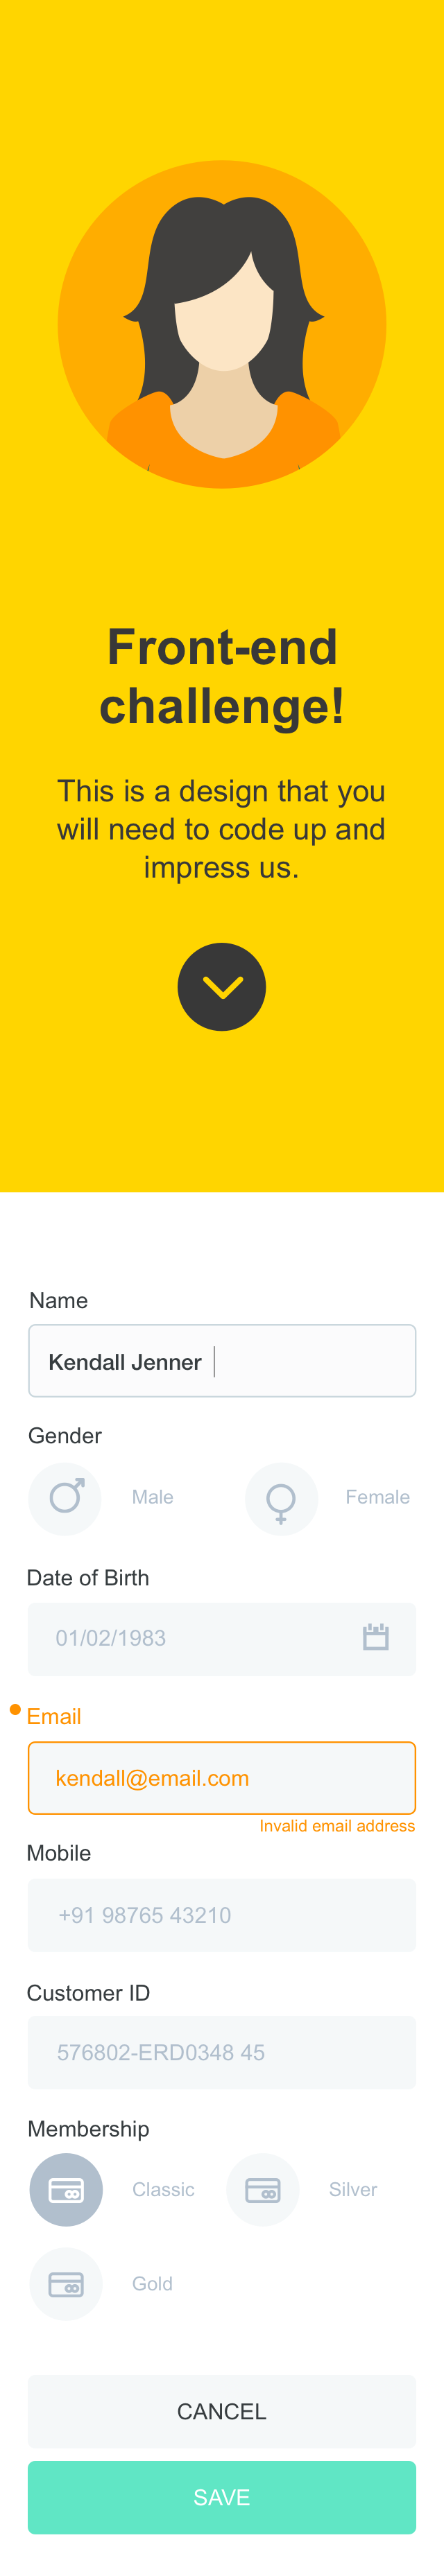 Front-end
challenge!
This is a design that you
will need to code up and
impress us.
Name
Kendall Jenner
Gender
Male Female
Date of Birth
01/02/1983
Email
kendall@email.com
Invalid email address
Mobile
+91 98765 43210
Customer ID
576802-ERD0348 45
Membership
Classic Silver
Gold
CANCEL
SAVE